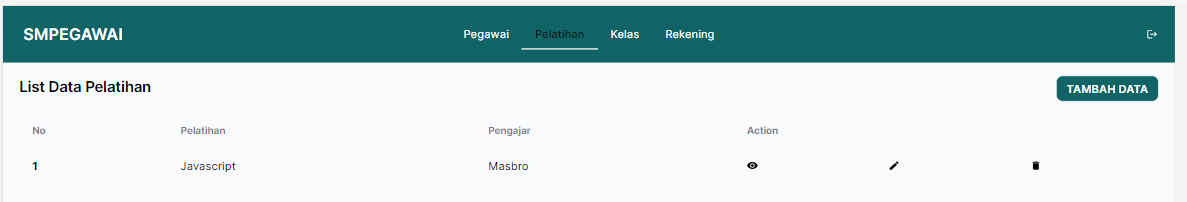 SMPEGAWAI Pegawai Pelatihan Kelas Rekening
List Data Pelatihan TAMBAH DATA
No Pelatihan Pengajar Action
1 Javascript Masbro